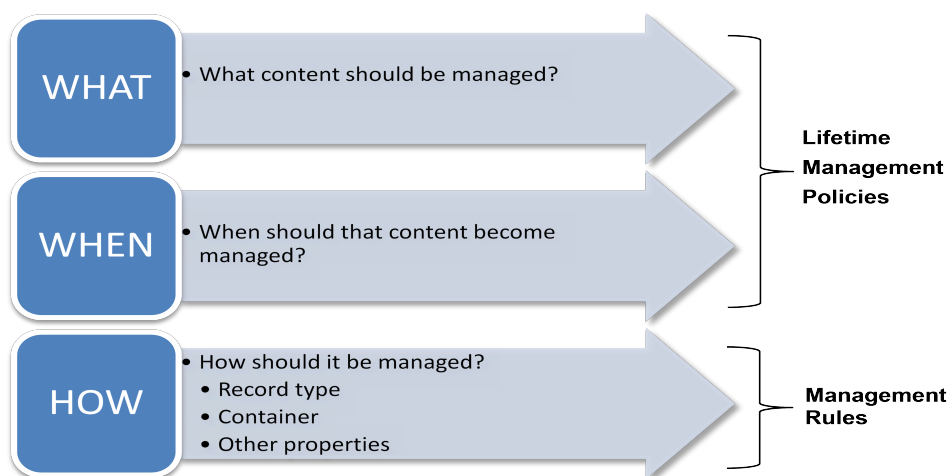 WHAT
• What content should be managed?
WHEN
• When should that content become
managed?
Lifetime
Management
Policies
HOW
• How should it be managed?
• Record type
• Container
• Other properties
Management
Rules